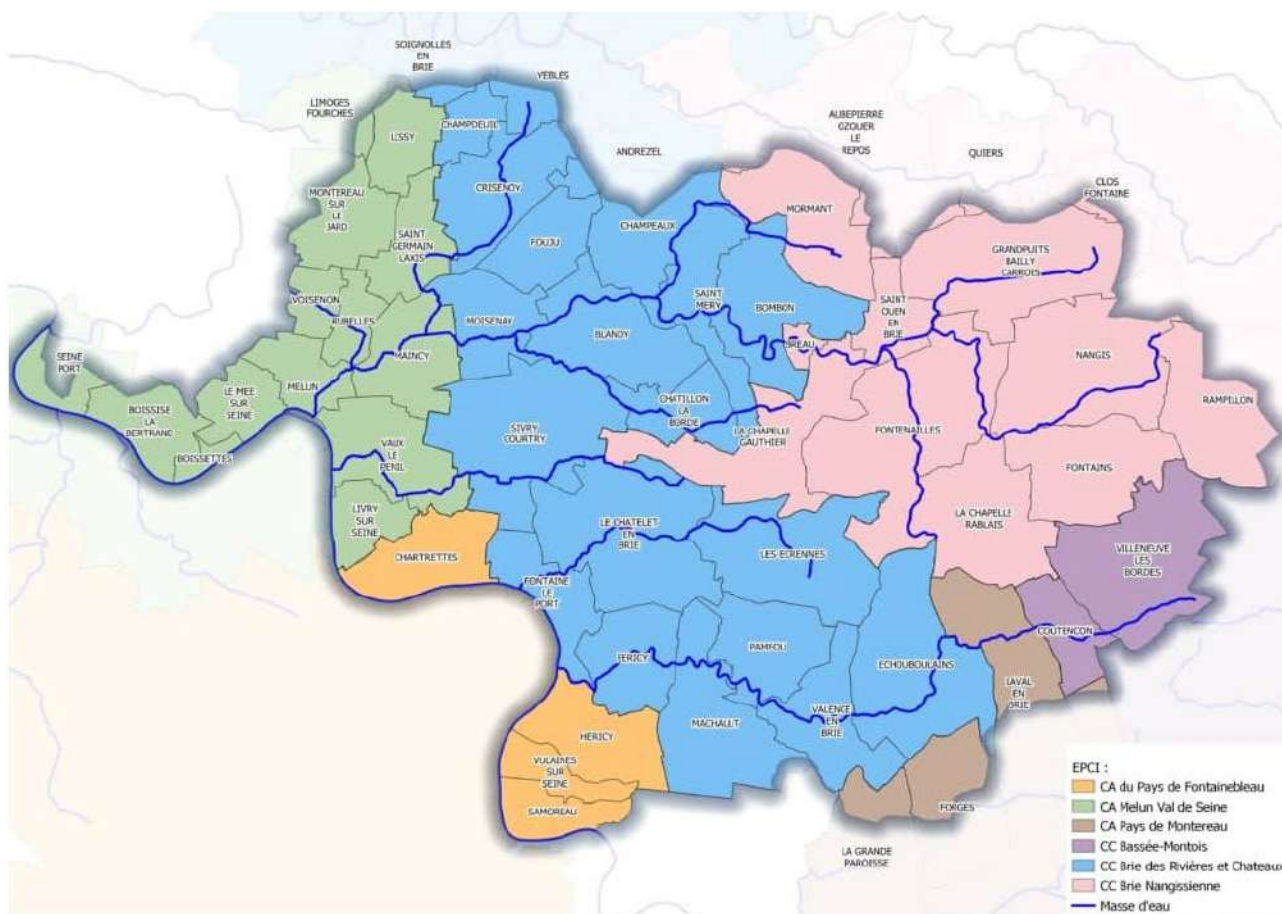 SOIGNOLLES
EN
BRIE
YEBLES
LIMOGES
FOURCHES
LISSY
CHAMPDEUIL
ANDREZEL
AUBEPIERRE
OZOUER
LE
REPOS
QUIERS
CLOS
FONTAINE
MONTEREAU
SUR
LE
JARD
CRISENOY
MORMANT
SAINT
GERMAIN
LAXIS
FOUJU
CHAMPEAUX
GRANDPUITS
BAILLY
CARROIS
VOISENON
RUBELLES
MOISENAY
SAINT
MERY
BOMBON
SAINT
OUEN
EN
BRIE
BLANDY
BREAU
NANGIS
SEINE
PORT
MAINCY
MELUN
LE MEE
SUR
SEINE
BOISSISE
LA
BERTRAND
BOISSETTES
CHATILLON
LA
BORDE
RAMPILLON
SIVRY
COURTRY
LA CHAPELLE
GAUTHIER
FONTENAILLES
VAUX
LE
PENIL
FONTAINS
LIVRY
SUR
SEINE
LA CHAPELLE
RABLAIS
LE CHATELET
EN
BRIE
LES ECRENNES
CHARTRETTES
VILLENEUVE
LES
BORDES
FONTAINE
LE
PORT
COUTENCON
FERICY
PAMFOU
ECHOUBOULAINS
LAVAL
EN
BRIE
HERICY
MACHAULT
VALENCE
EN
BRIE
VULAINES
SUR
SEINE
SAMOREAU
FORGES
LA GRANDE
PAROISSE
EPCI :
CA du Pays de Fontainebleau
CA Melun Val de Seine
CA Pays de Montereau
CC Bassée-Montois
CC Brie des Rivières et Chateaux
CC Brie Nangissienne
Masse d'eau